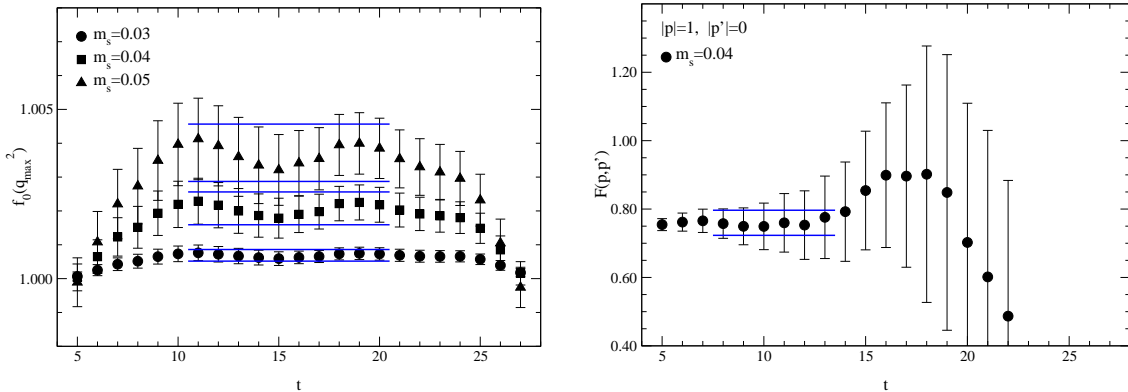 m_s=0.03
m_s=0.04
m_s=0.05
1.005
1.000
f_0(q_max^2)
5 10 15 20 25
t
|p|=1, |p'|=0
m_s=0.04
1.20
1.00
0.80
0.60
0.40
F(p,p')
5 10 15 20 25
t